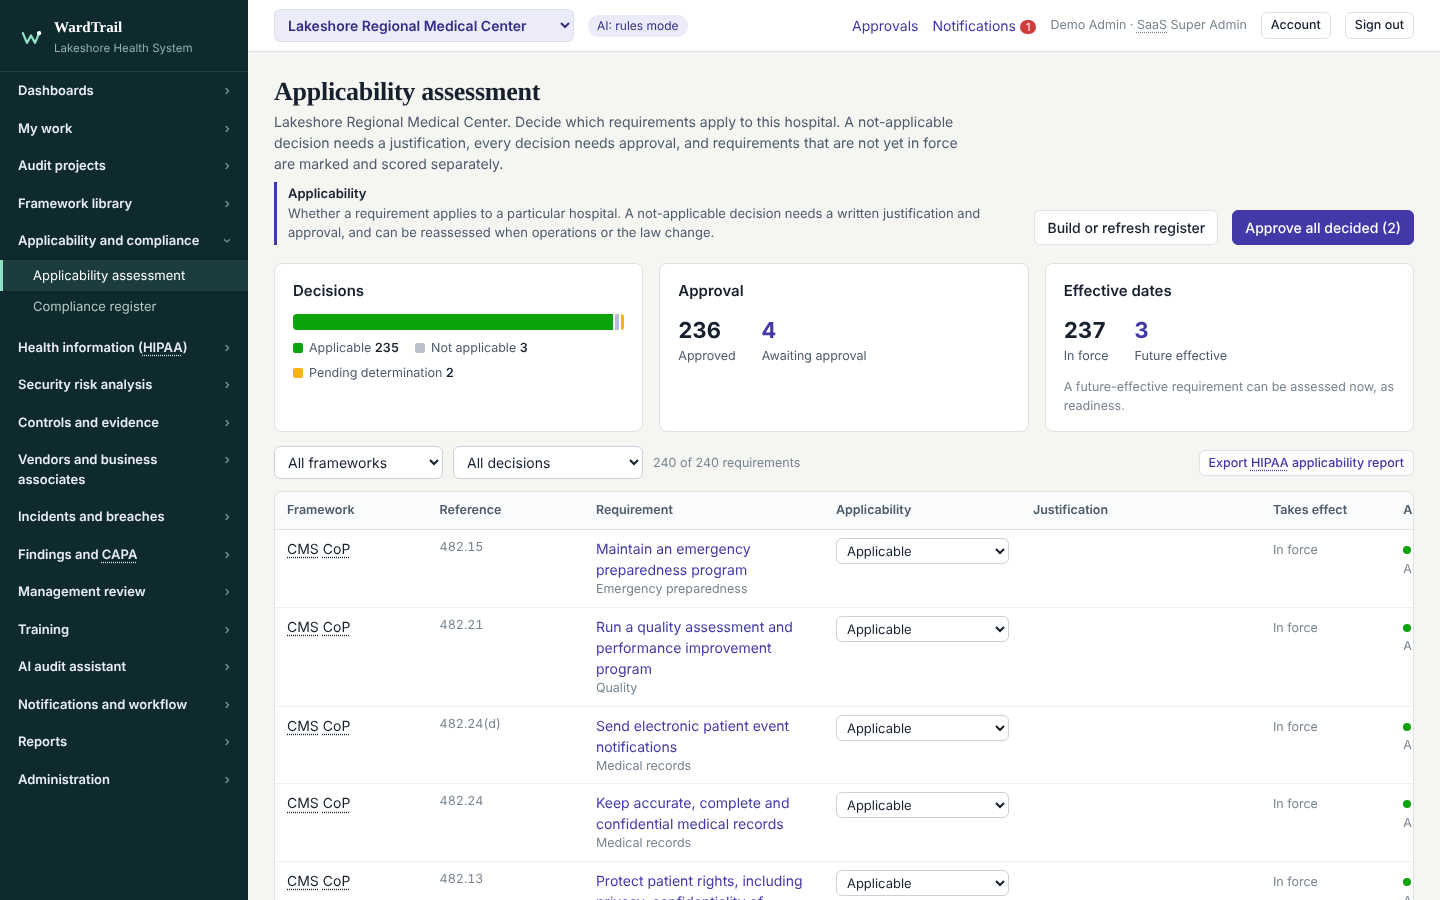 WardTrail
Lakeshore Health System
Dashboards
My work
Audit projects
Framework library
Applicability and compliance
Applicability assessment
Compliance register
Health information (HIPAA)
Security risk analysis
Controls and evidence
Vendors and business
associates
Incidents and breaches
Findings and CAPA
Management review
Training
AI audit assistant
Notifications and workflow
Reports
Administration
Lakeshore Regional Medical Center
AI: rules mode
Approvals
Notifications 1
Demo Admin · SaaS Super Admin
Account
Sign out
Applicability assessment
Lakeshore Regional Medical Center. Decide which requirements apply to this hospital. A not-applicable
decision needs a justification, every decision needs approval, and requirements that are not yet in force
are marked and scored separately.
Applicability
Whether a requirement applies to a particular hospital. A not-applicable decision needs a written justification and
approval, and can be reassessed when operations or the law change.
Build or refresh register
Approve all decided (2)
Decisions
Applicable 235
Not applicable 3
Pending determination 2
Approval
236 4
Approved Awaiting approval
Effective dates
237 3
In force Future effective
A future-effective requirement can be assessed now, as
readiness.
All frameworks
All decisions
240 of 240 requirements
Export HIPAA applicability report
Framework Reference Requirement Applicability Justification Takes effect A
CMS CoP 482.15 Maintain an emergency Applicable In force
preparedness program A
Emergency preparedness
CMS CoP 482.21 Run a quality assessment and Applicable In force
performance improvement A
program
Quality
CMS CoP 482.24(d) Send electronic patient event Applicable In force
notifications A
Medical records
CMS CoP 482.24 Keep accurate, complete and Applicable In force
confidential medical records A
Medical records
CMS CoP 482.13 Protect patient rights, including Applicable In force
privacy, confidentiality of